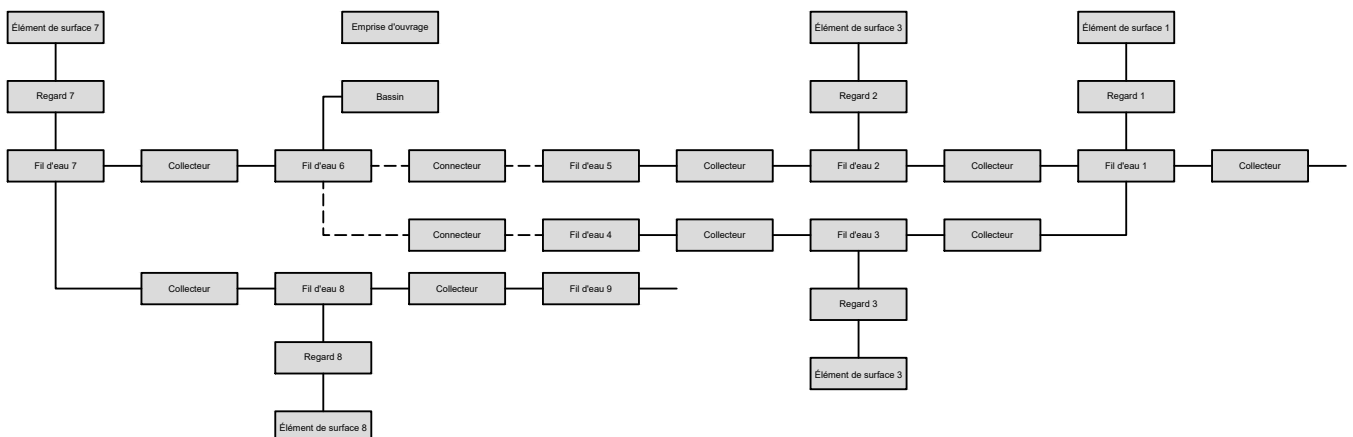 Élément de surface 7
Emprise d'ouvrage
Élément de surface 3
Élément de surface 1
Regard 7
Bassin
Regard 2
Regard 1
Fil d'eau 7
Collecteur
Fil d'eau 6
Connecteur
Fil d'eau 5
Collecteur
Fil d'eau 2
Collecteur
Fil d'eau 1
Collecteur
Connecteur
Fil d'eau 4
Collecteur
Fil d'eau 3
Collecteur
Collecteur
Fil d'eau 8
Collecteur
Fil d'eau 9
Regard 3
Regard 8
Élément de surface 3
Élément de surface 8